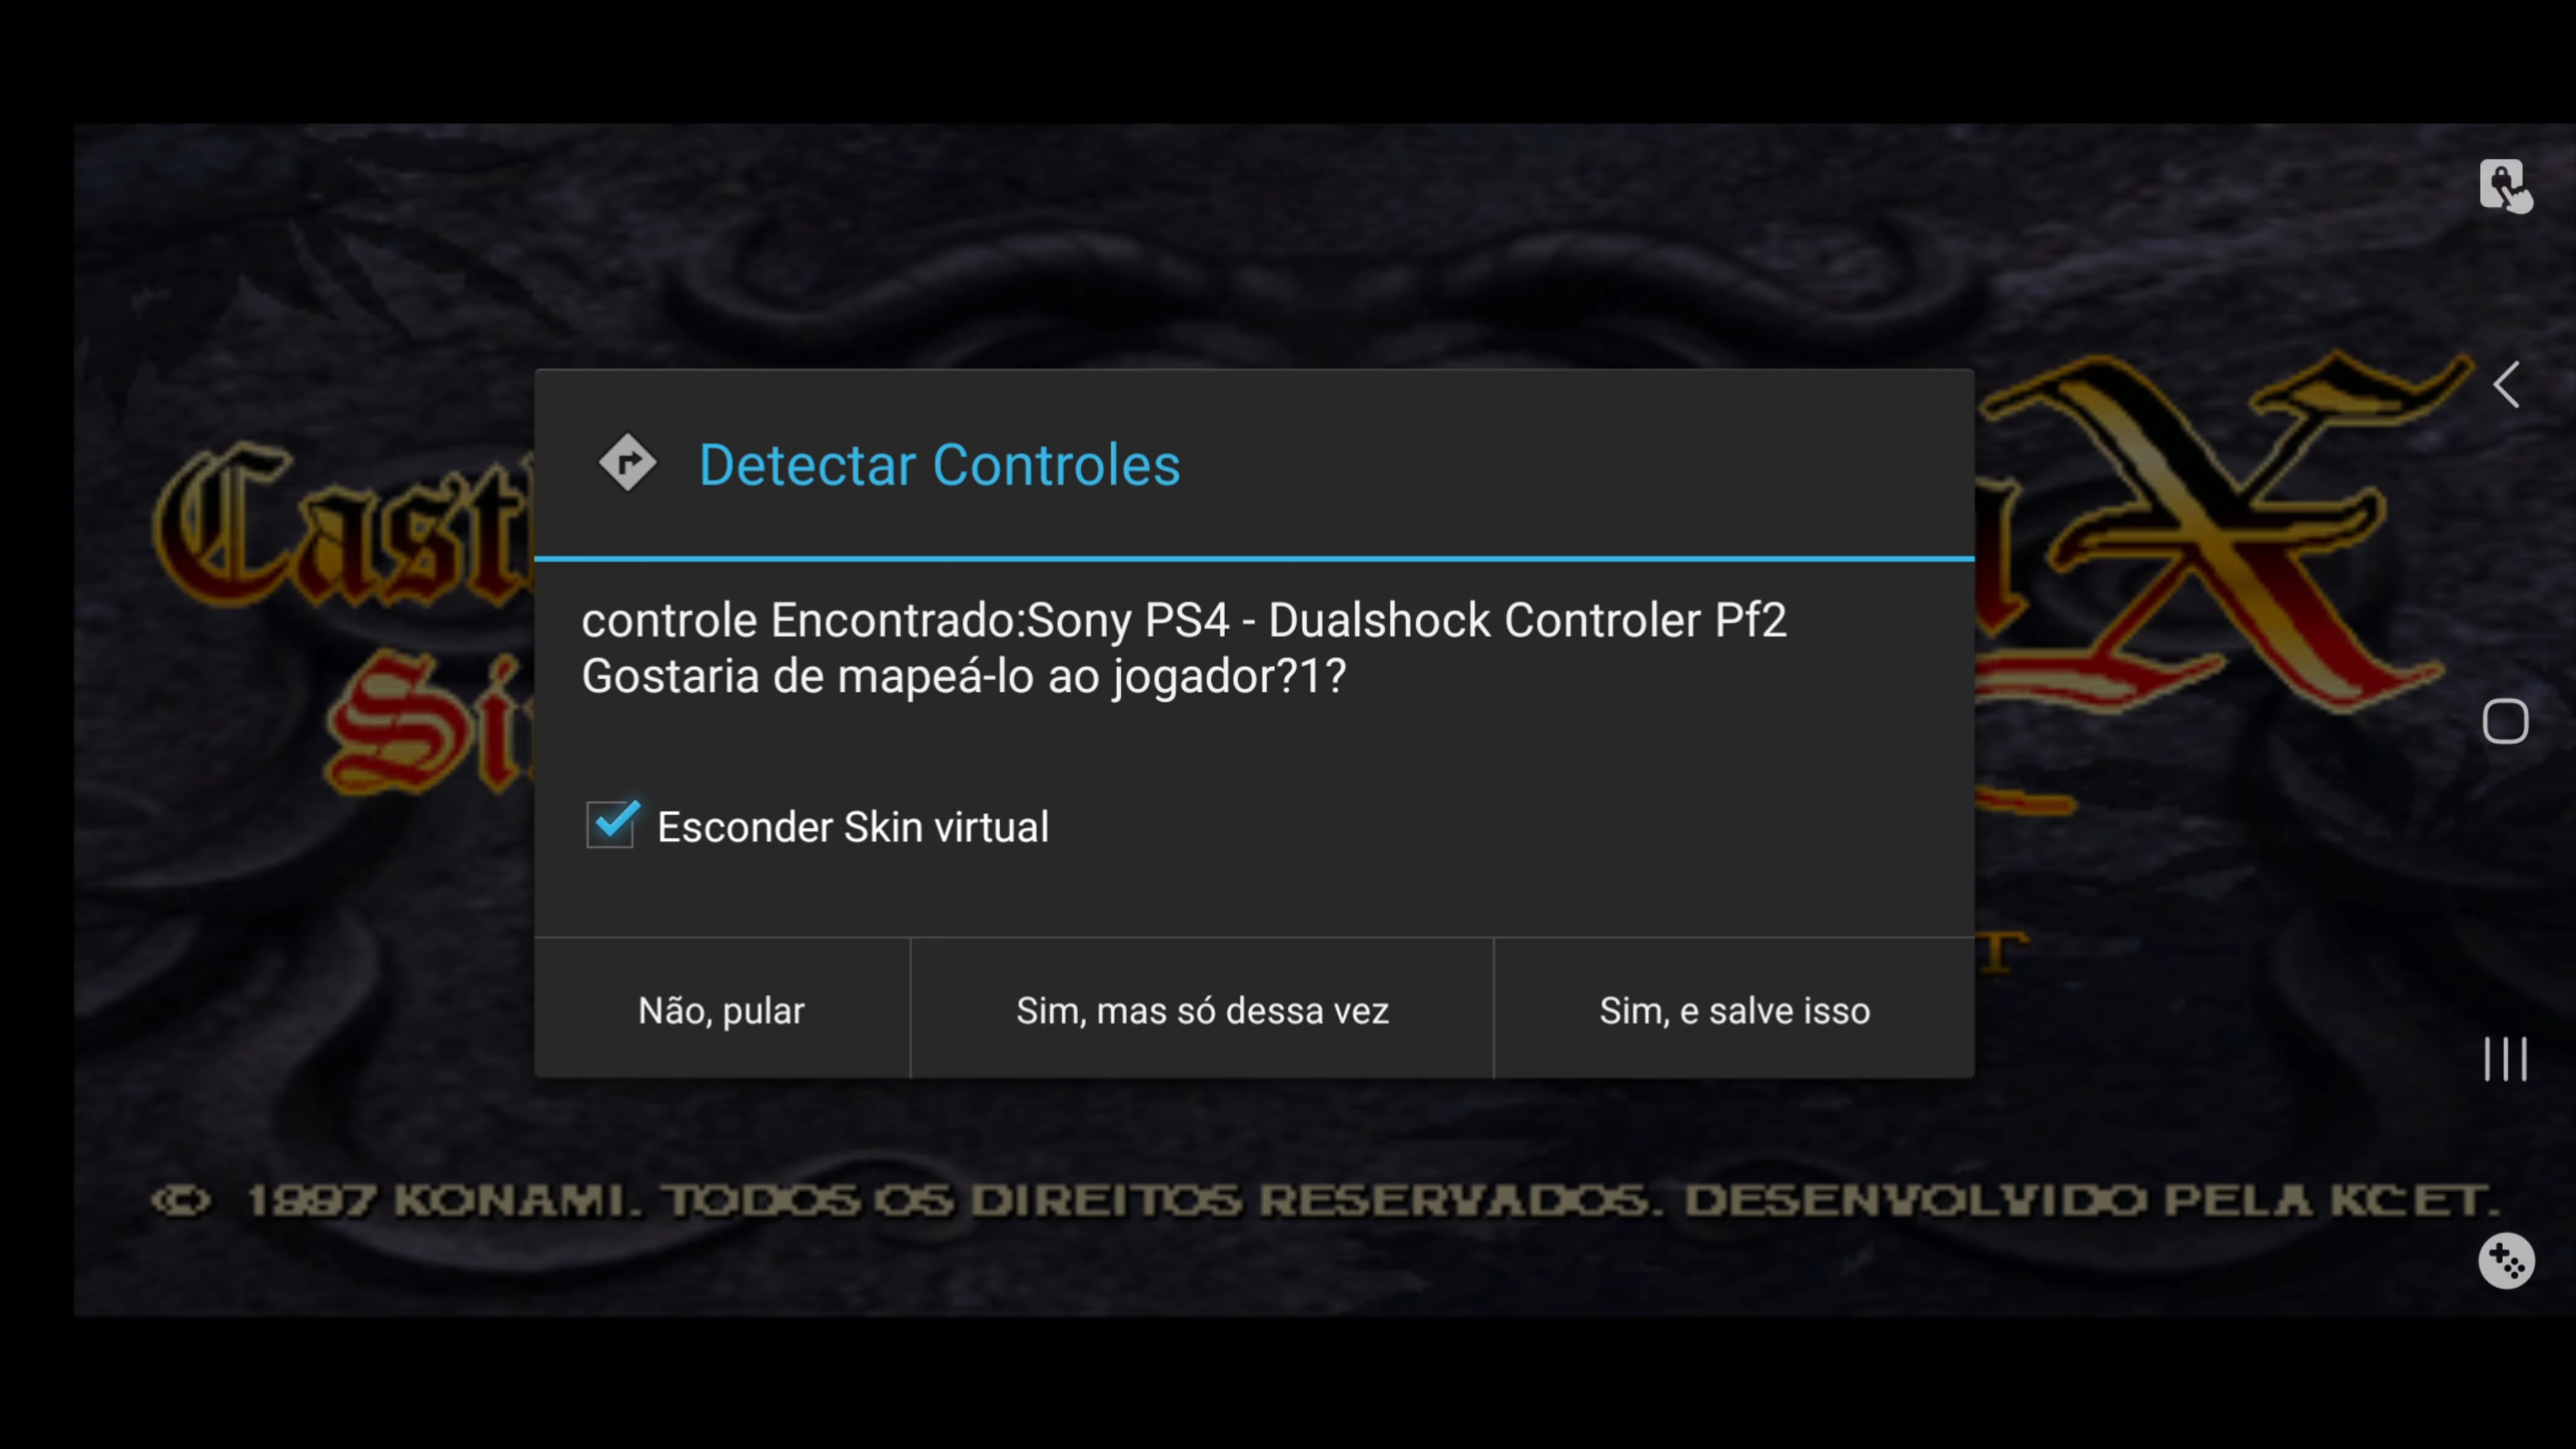 Detectar Controles
Cast
X
controle Encontrado:Sony PS4 - Dualshock Controler Pf2
Gostaria de mapeá-lo ao jogador?1?
Sí
Esconder Skin virtual
T
Não, pular
Sim, mas só dessa vez
Sim, e salve isso
© 1997 KONAMI. TODOS OS DIREITOS RESERVADOS. DESENVOLVIDO PELA KCET.